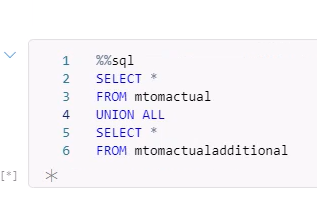 1 %%sql
2 SELECT *
3 FROM mtomactual
4 UNION ALL
5 SELECT *
6 FROM mtomactualadditional
[*]